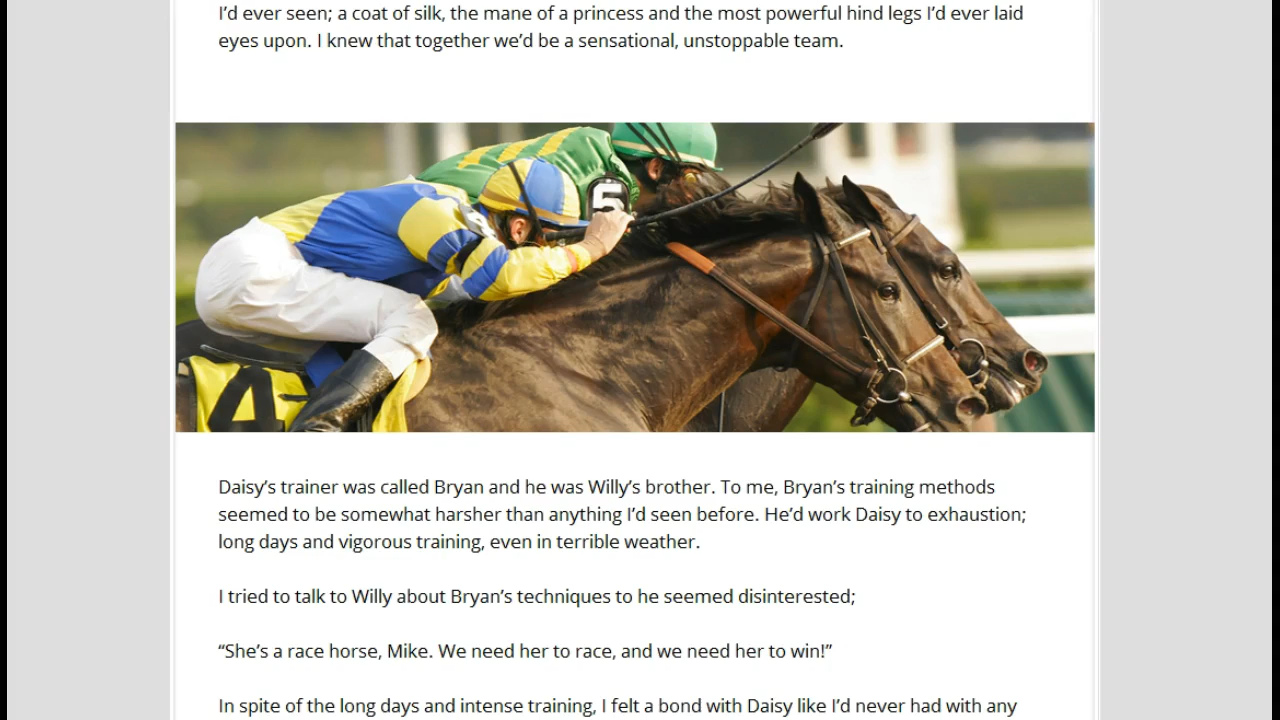 I’d ever seen; a coat of silk, the mane of a princess and the most powerful hind legs I’d ever laid
eyes upon. I knew that together we’d be a sensational, unstoppable team.
5
4
Daisy’s trainer was called Bryan and he was Willy’s brother. To me, Bryan’s training methods
seemed to be somewhat harsher than anything I’d seen before. He’d work Daisy to exhaustion;
long days and vigorous training, even in terrible weather.
I tried to talk to Willy about Bryan’s techniques to he seemed disinterested;
“She’s a race horse, Mike. We need her to race, and we need her to win!”
In spite of the long days and intense training, I felt a bond with Daisy like I’d never had with any